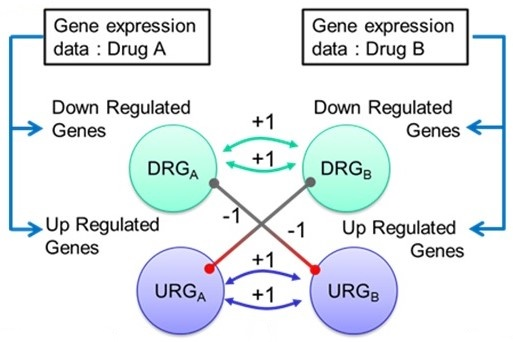 Gene expression
data : Drug A
Gene expression
data : Drug B
Down Regulated
Genes
Down Regulated
Genes
+1
+1
DRGA
DRGB
-1
-1
Up Regulated
Genes
Up Regulated
Genes
+1
+1
URGA
URGB